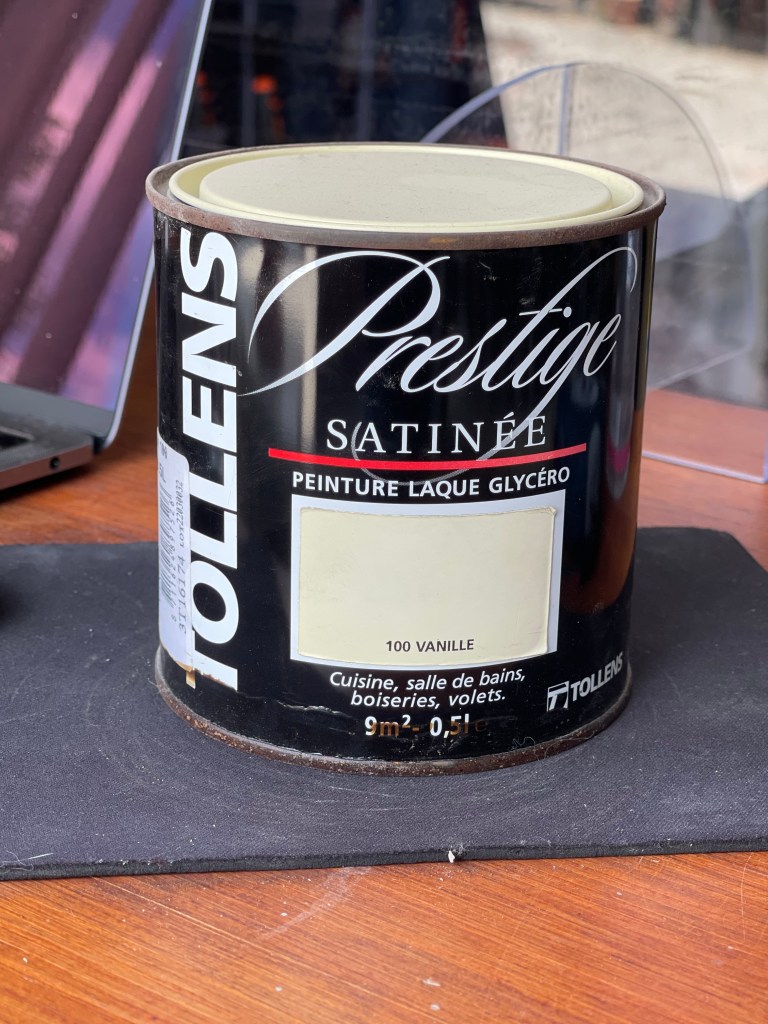 TOLLENS
Prestige
SATINÉE
PEINTURE LAQUE GLYCÉRO
100 VANILLE
Cuisine, salle de bains,
boiseries, volets.
9m²- 0,5l
TOLLENS